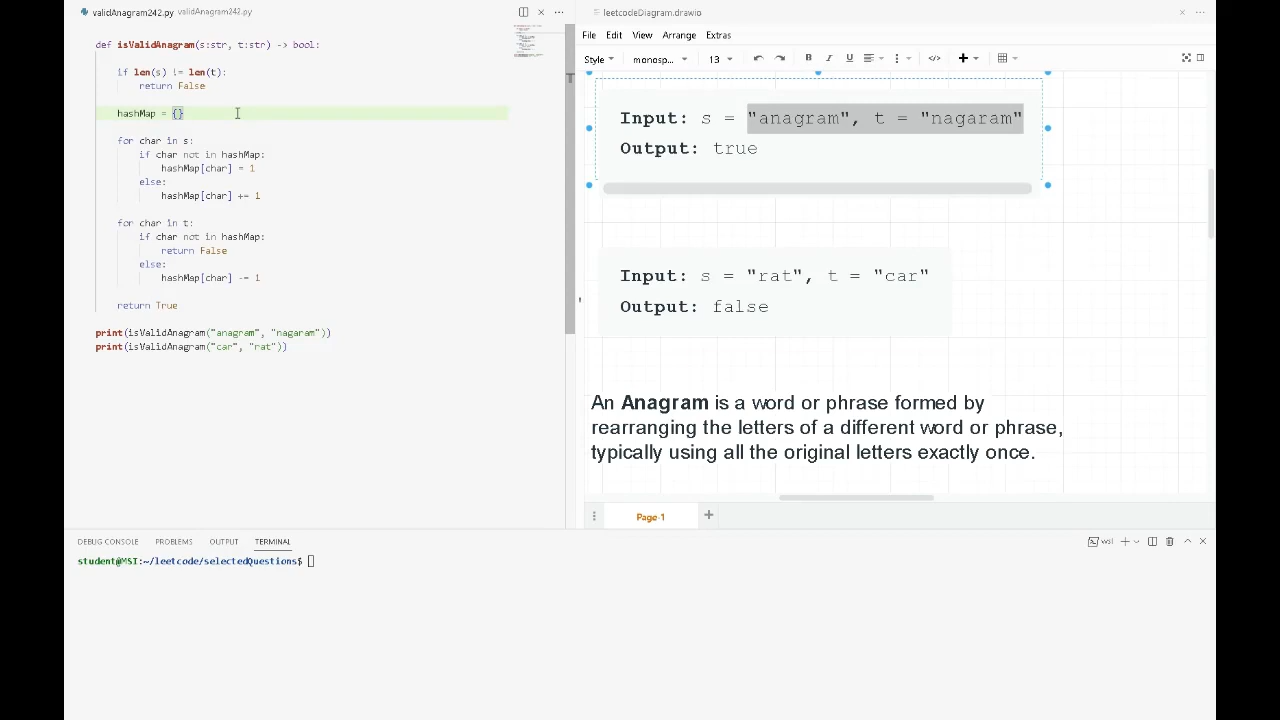 validAnagram242.py validAnagram242.py
def isValidAnagram(s:str, t:str) -> bool:
if len(s) != len(t):
return False
hashMap = {}
for char in s:
if char not in hashMap:
hashMap[char] = 1
else:
hashMap[char] += 1
for char in t:
if char not in hashMap:
return False
else:
hashMap[char] -= 1
return True
print(isValidAnagram("anagram", "nagaram"))
print(isValidAnagram("car", "rat"))
leetcodeDiagram.drawio
File Edit View Arrange Extras
Style monosp... 13 B I U </>
Input: s = "anagram", t = "nagaram"
Output: true
Input: s = "rat", t = "car"
Output: false
An Anagram is a word or phrase formed by
rearranging the letters of a different word or phrase,
typically using all the original letters exactly once.
Page-1
DEBUG CONSOLE PROBLEMS OUTPUT TERMINAL
wsl
student@MSI:~/leetcode/selectedQuestions$